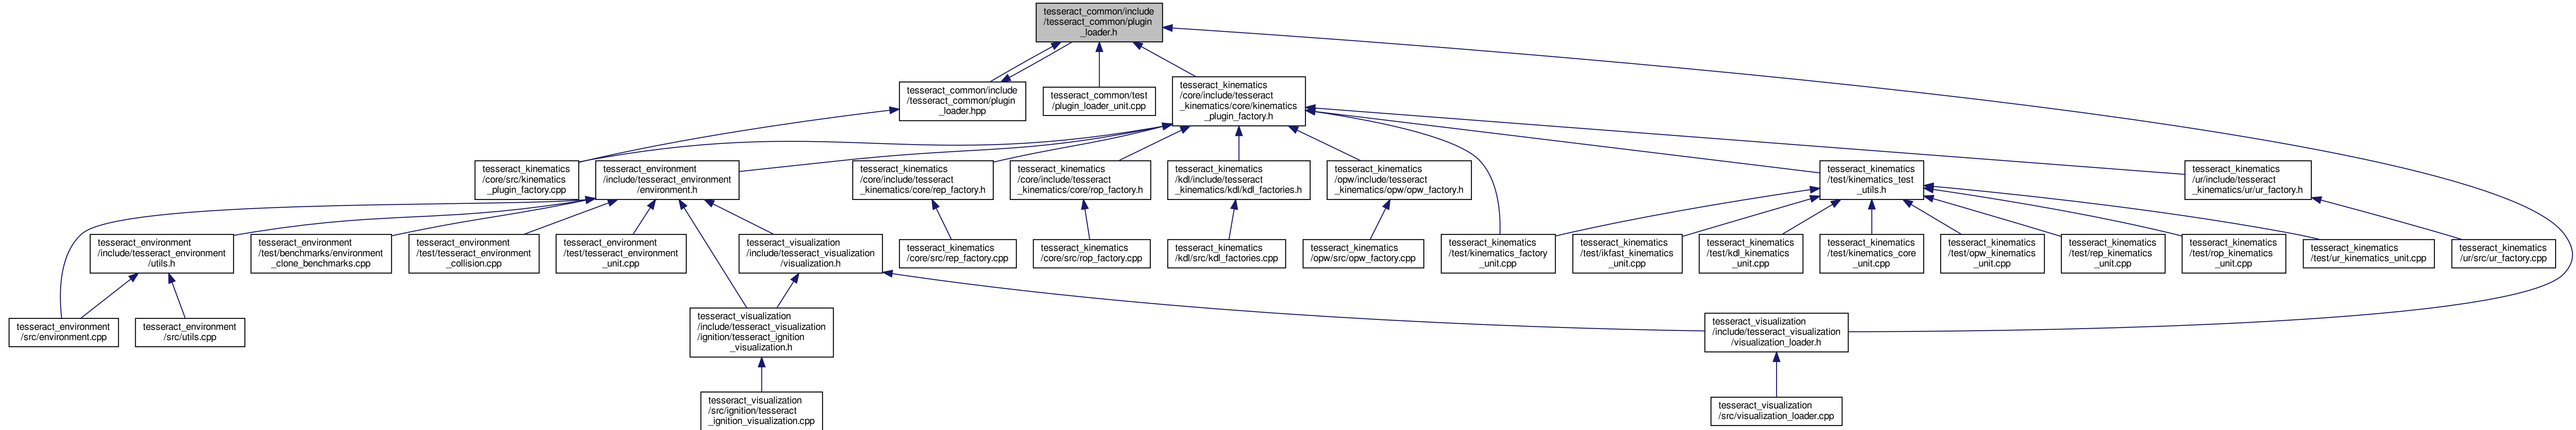 tesseract_common/include
/tesseract_common/plugin
_loader.h
tesseract_common/include
/tesseract_common/plugin
_loader.hpp
tesseract_common/test
/plugin_loader_unit.cpp
tesseract_kinematics
/core/include/tesseract
_kinematics/core/kinematics
_plugin_factory.h
tesseract_kinematics
/core/src/kinematics
_plugin_factory.cpp
tesseract_environment
/include/tesseract_environment
/environment.h
tesseract_kinematics
/core/include/tesseract
_kinematics/core/rep_factory.h
tesseract_kinematics
/core/include/tesseract
_kinematics/core/rop_factory.h
tesseract_kinematics
/kdl/include/tesseract
_kinematics/kdl/kdl_factories.h
tesseract_kinematics
/opw/include/tesseract
_kinematics/opw/opw_factory.h
tesseract_kinematics
/test/kinematics_test
_utils.h
tesseract_kinematics
/ur/include/tesseract
_kinematics/ur/ur_factory.h
tesseract_environment
/include/tesseract_environment
/utils.h
tesseract_environment
/test/benchmarks/environment
_clone_benchmarks.cpp
tesseract_environment
/test/tesseract_environment
_collision.cpp
tesseract_environment
/test/tesseract_environment
_unit.cpp
tesseract_visualization
/include/tesseract_visualization
/visualization.h
tesseract_kinematics
/core/src/rep_factory.cpp
tesseract_kinematics
/core/src/rop_factory.cpp
tesseract_kinematics
/kdl/src/kdl_factories.cpp
tesseract_kinematics
/opw/src/opw_factory.cpp
tesseract_kinematics
/test/kinematics_factory
_unit.cpp
tesseract_kinematics
/test/ikfast_kinematics
_unit.cpp
tesseract_kinematics
/test/kdl_kinematics
_unit.cpp
tesseract_kinematics
/test/kinematics_core
_unit.cpp
tesseract_kinematics
/test/opw_kinematics
_unit.cpp
tesseract_kinematics
/test/rep_kinematics
_unit.cpp
tesseract_kinematics
/test/rop_kinematics
_unit.cpp
tesseract_kinematics
/test/ur_kinematics_unit.cpp
tesseract_kinematics
/ur/src/ur_factory.cpp
tesseract_environment
/src/environment.cpp
tesseract_environment
/src/utils.cpp
tesseract_visualization
/include/tesseract_visualization
/ignition/tesseract_ignition
_visualization.h
tesseract_visualization
/include/tesseract_visualization
/visualization_loader.h
tesseract_visualization
/src/ignition/tesseract
_ignition_visualization.cpp
tesseract_visualization
/src/visualization_loader.cpp